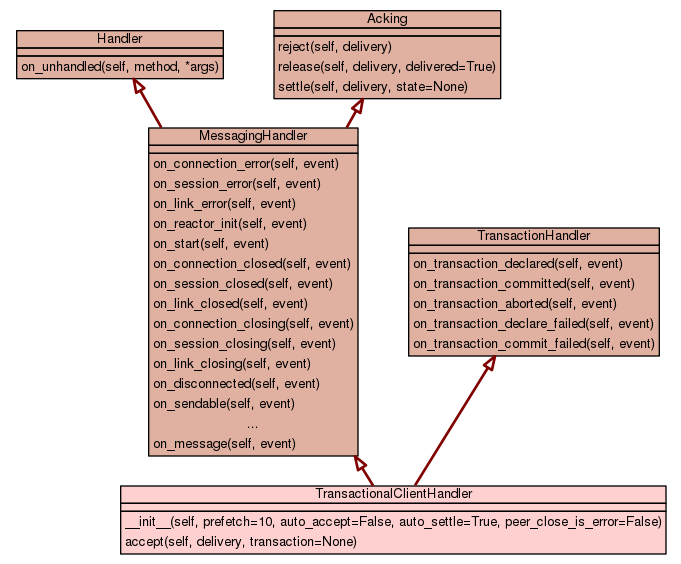 Handler
on_unhandled(self, method, *args)
Acking
reject(self, delivery)
release(self, delivery, delivered=True)
settle(self, delivery, state=None)
MessagingHandler
on_connection_error(self, event)
on_session_error(self, event)
on_link_error(self, event)
on_reactor_init(self, event)
on_start(self, event)
on_connection_closed(self, event)
on_session_closed(self, event)
on_link_closed(self, event)
on_connection_closing(self, event)
on_session_closing(self, event)
on_link_closing(self, event)
on_disconnected(self, event)
on_sendable(self, event)
...
on_message(self, event)
TransactionHandler
on_transaction_declared(self, event)
on_transaction_committed(self, event)
on_transaction_aborted(self, event)
on_transaction_declare_failed(self, event)
on_transaction_commit_failed(self, event)
TransactionalClientHandler
__init__(self, prefetch=10, auto_accept=False, auto_settle=True, peer_close_is_error=False)
accept(self, delivery, transaction=None)